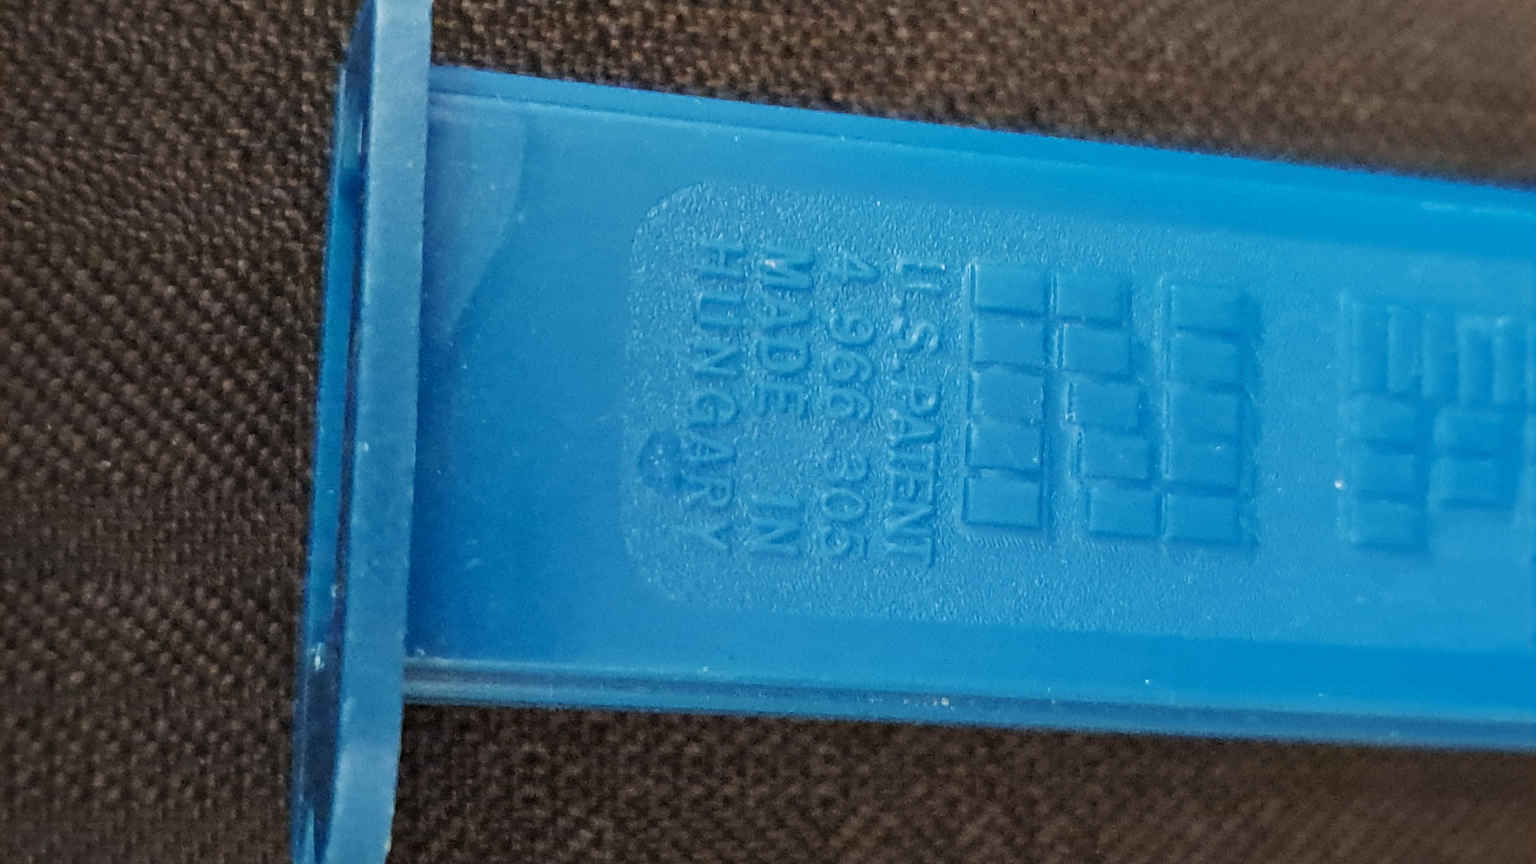 Z
U.S. PATENT
4.966.305
MADE IN
HUNGARY